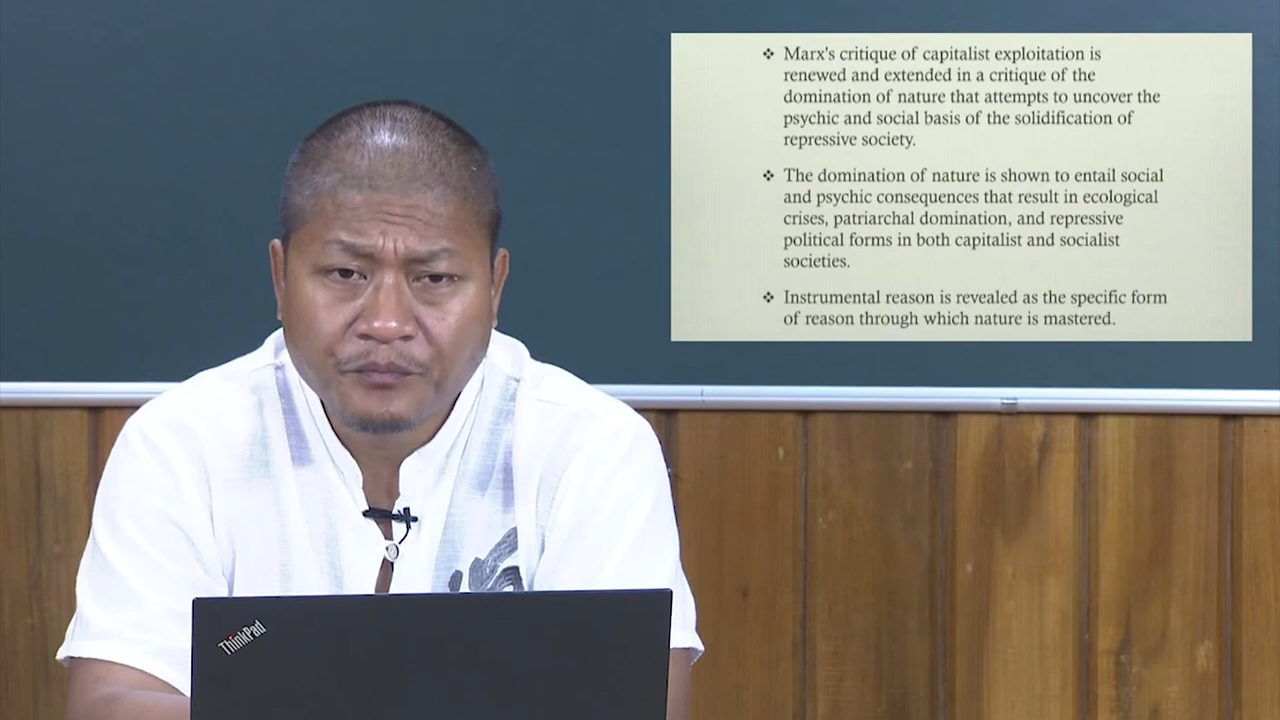 ❖ Marx's critique of capitalist exploitation is
renewed and extended in a critique of the
domination of nature that attempts to uncover the
psychic and social basis of the solidification of
repressive society.
❖ The domination of nature is shown to entail social
and psychic consequences that result in ecological
crises, patriarchal domination, and repressive
political forms in both capitalist and socialist
societies.
❖ Instrumental reason is revealed as the specific form
of reason through which nature is mastered.
ThinkPad